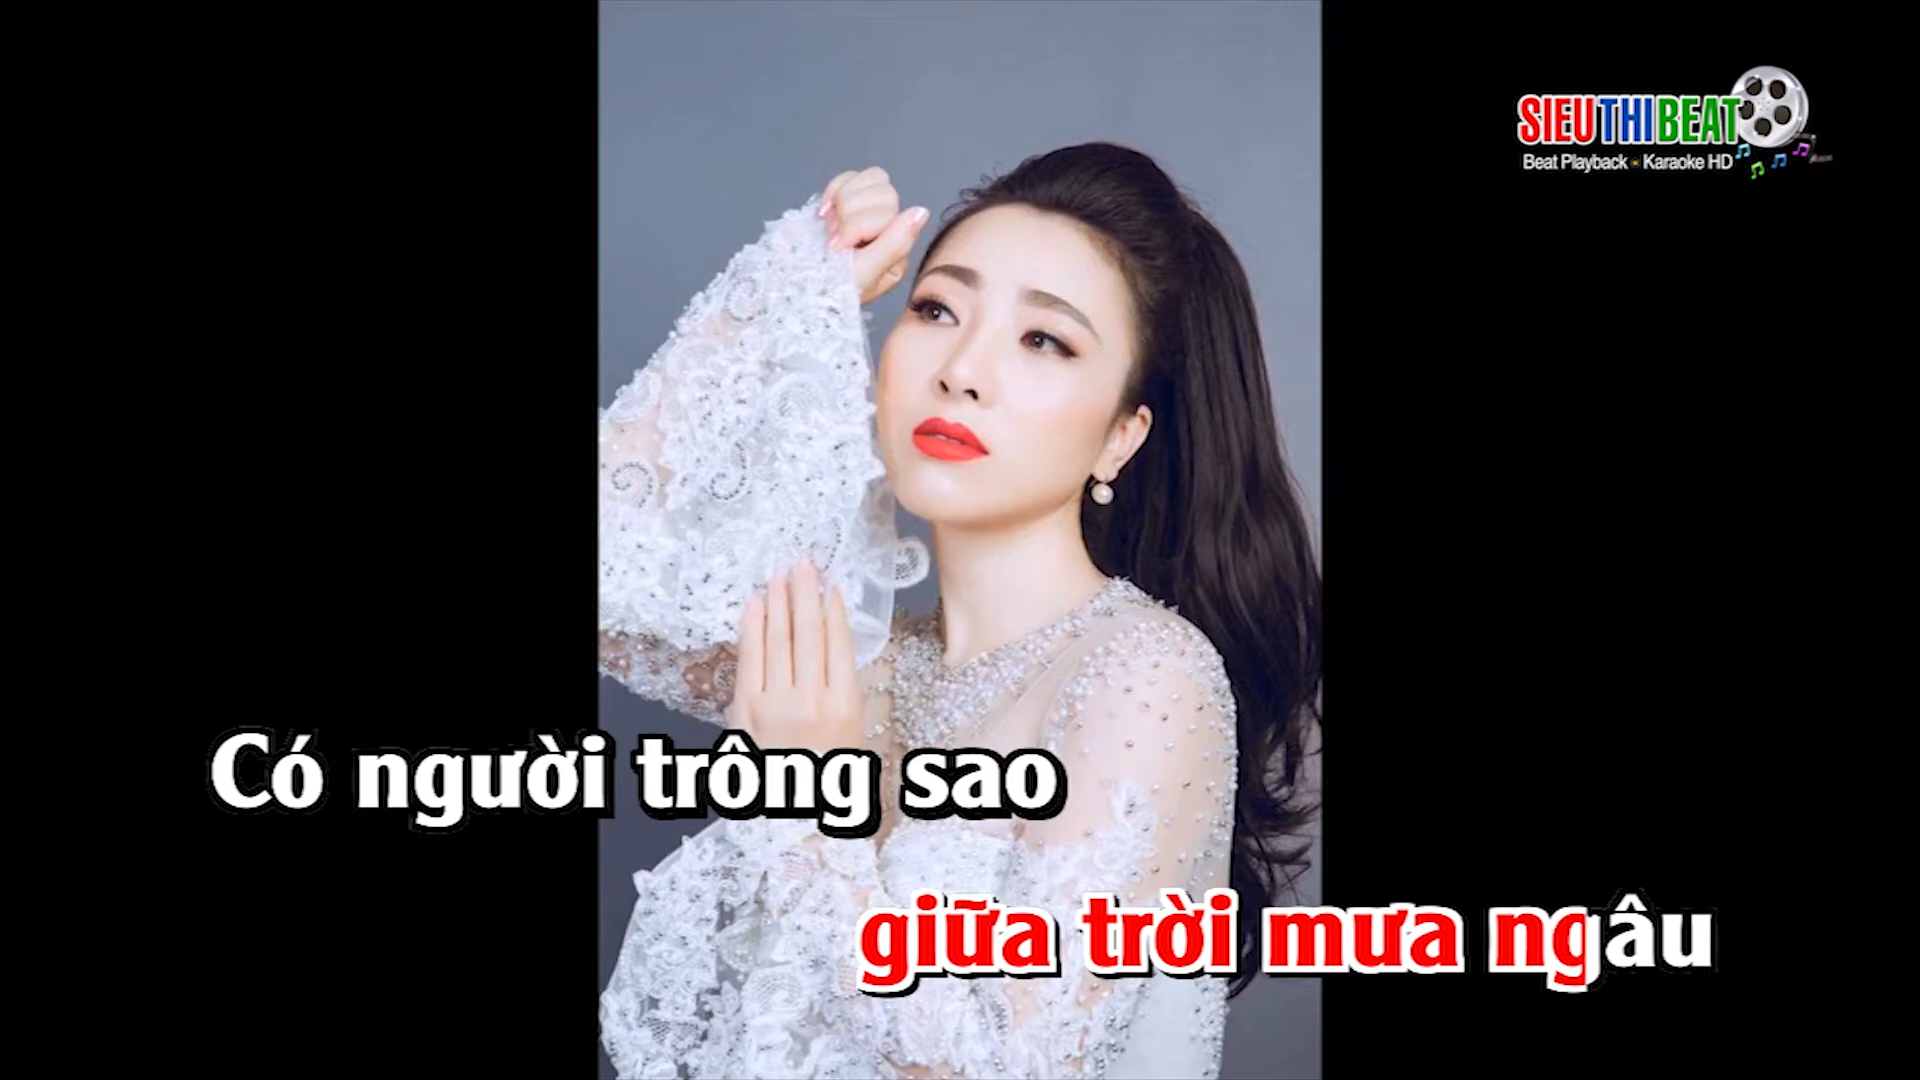 SIEUTHIBEAT
Beat Playback - Karaoke HD
Có người trông sao
giữa trời mưa ngâu